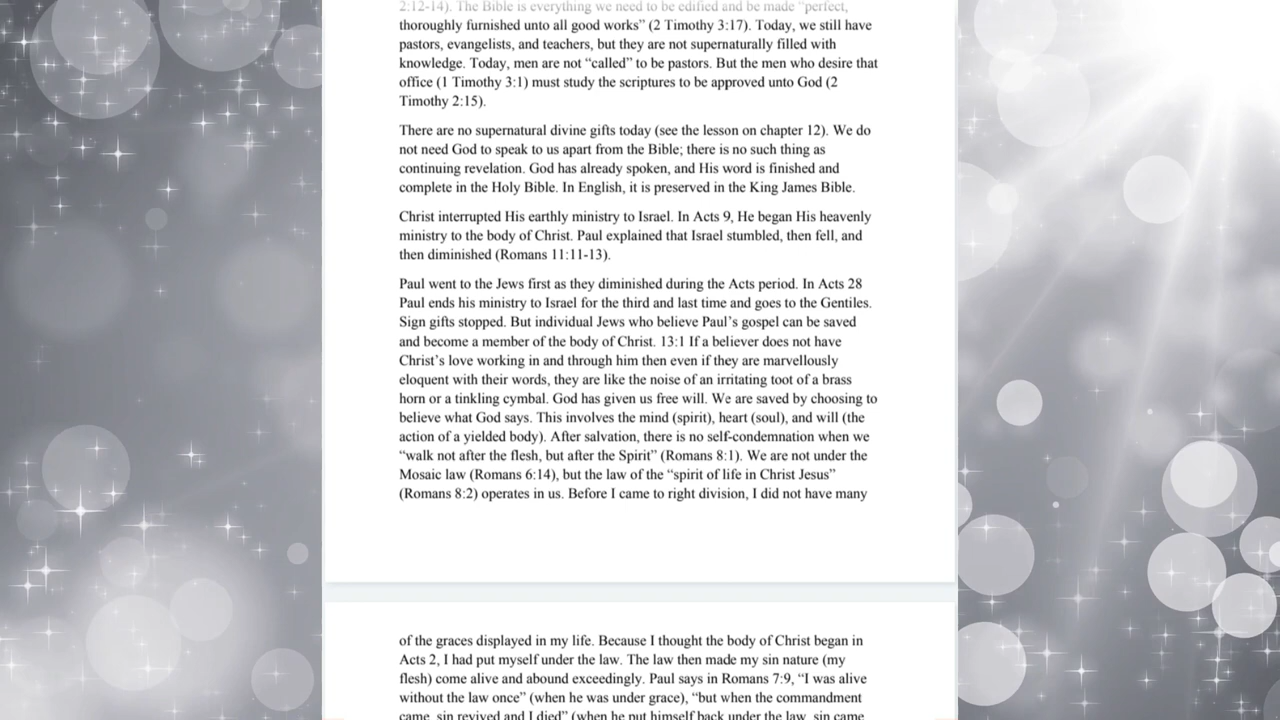 2:12-14). The Bible is everything we need to be edified and be made “perfect,
thoroughly furnished unto all good works” (2 Timothy 3:17). Today, we still have
pastors, evangelists, and teachers, but they are not supernaturally filled with
knowledge. Today, men are not “called” to be pastors. But the men who desire that
office (1 Timothy 3:1) must study the scriptures to be approved unto God (2
Timothy 2:15).
There are no supernatural divine gifts today (see the lesson on chapter 12). We do
not need God to speak to us apart from the Bible; there is no such thing as
continuing revelation. God has already spoken, and His word is finished and
complete in the Holy Bible. In English, it is preserved in the King James Bible.
Christ interrupted His earthly ministry to Israel. In Acts 9, He began His heavenly
ministry to the body of Christ. Paul explained that Israel stumbled, then fell, and
then diminished (Romans 11:11-13).
Paul went to the Jews first as they diminished during the Acts period. In Acts 28
Paul ends his ministry to Israel for the third and last time and goes to the Gentiles.
Sign gifts stopped. But individual Jews who believe Paul’s gospel can be saved
and become a member of the body of Christ. 13:1 If a believer does not have
Christ’s love working in and through him then even if they are marvellously
eloquent with their words, they are like the noise of an irritating toot of a brass
horn or a tinkling cymbal. God has given us free will. We are saved by choosing to
believe what God says. This involves the mind (spirit), heart (soul), and will (the
action of a yielded body). After salvation, there is no self-condemnation when we
“walk not after the flesh, but after the Spirit” (Romans 8:1). We are not under the
Mosaic law (Romans 6:14), but the law of the “spirit of life in Christ Jesus”
(Romans 8:2) operates in us. Before I came to right division, I did not have many
of the graces displayed in my life. Because I thought the body of Christ began in
Acts 2, I had put myself under the law. The law then made my sin nature (my
flesh) come alive and abound exceedingly. Paul says in Romans 7:9, “I was alive
without the law once” (when he was under grace), “but when the commandment
came, sin revived and I died” (when he put himself back under the law, sin came